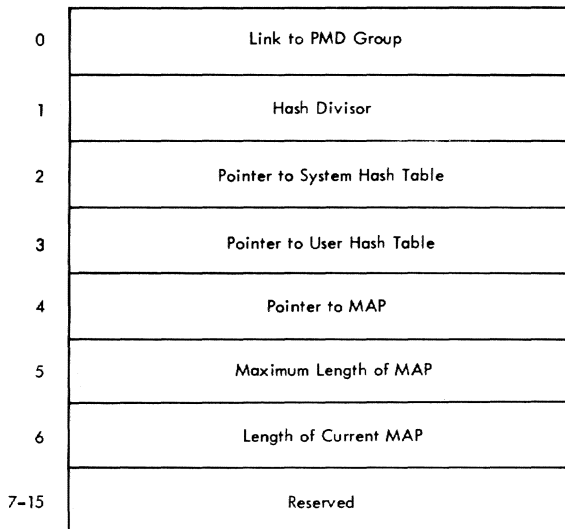 0 Link to PMD Group
1 Hash Divisor
2 Pointer to System Hash Table
3 Pointer to User Hash Table
4 Pointer to MAP
5 Maximum Length of MAP
6 Length of Current MAP
7-15 Reserved